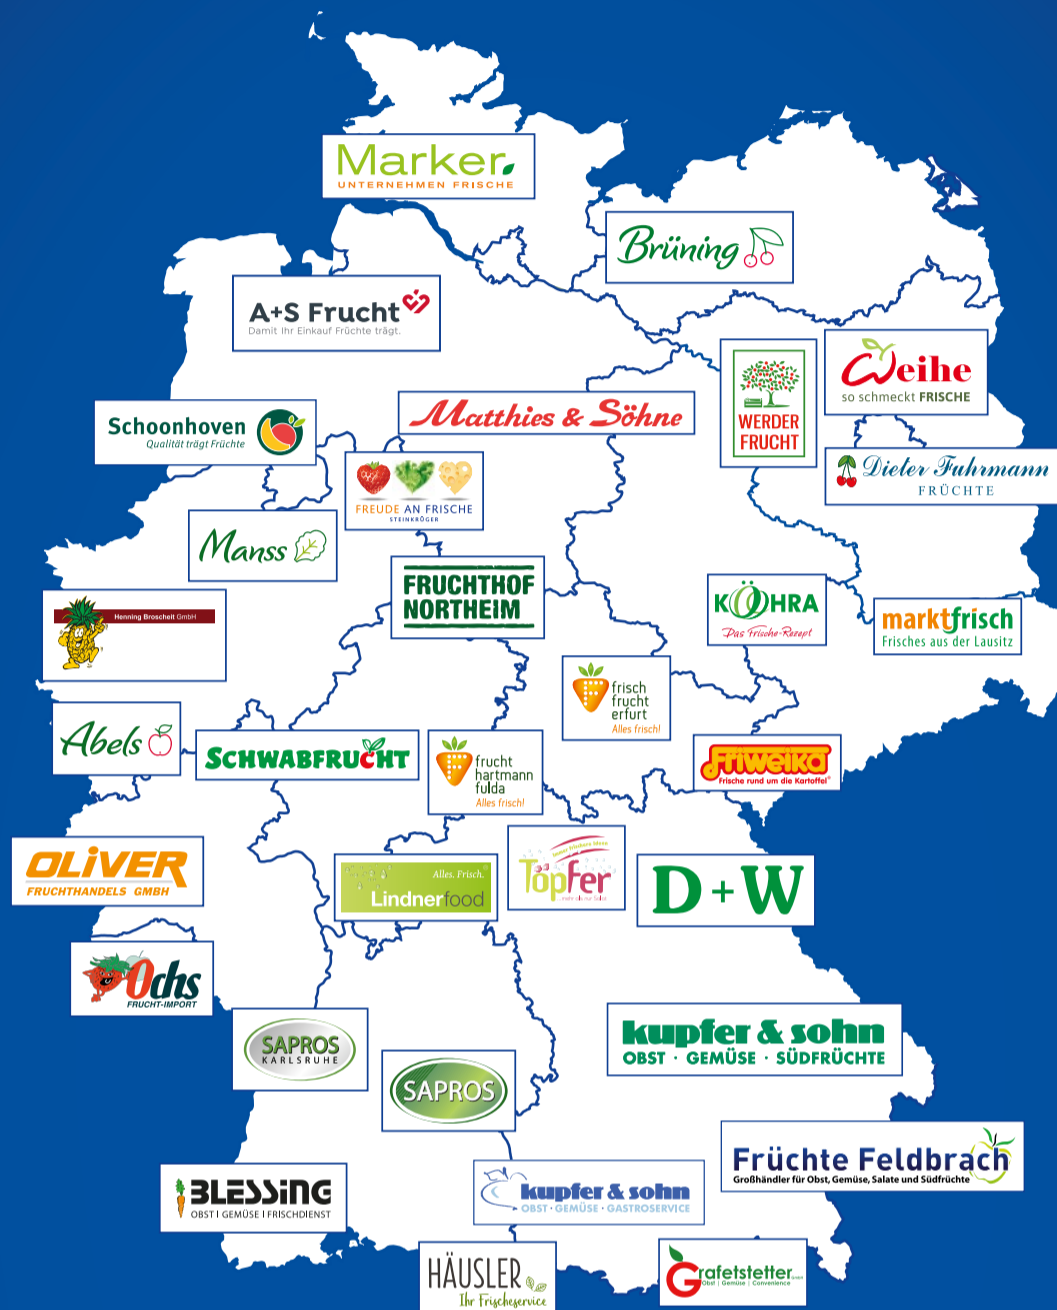 Marker
UNTERNEHMEN FRISCHE
Brüning
A+S Frucht
Damit Ihr Einkauf Früchte trägt.
WERDER
FRUCHT
Weihe
so schmeckt FRISCHE
Schoonhoven
Qualität trägt Früchte
Matthies & Söhne
Dieter Fuhrmann
FRÜCHTE
FREUDE AN FRISCHE
STEINKRÜGER
Manss
FRUCHTHOF
NORTHEIM
KÖHRA
Das Frische-Rezept
marktfrisch
Frisches aus der Lausitz
Henning Broscheit GmbH
frisch
frucht
erfurt
Alles frisch!
Abels
SCHWABFRUCHT
frucht
hartmann
fulda
Alles frisch!
Friweika
Frische rund um die Kartoffel
OLiVER
FRUCHTHANDELS GMBH
Alles. Frisch.
Lindnerfood
Töpfer
D+W
Ochs
FRUCHT-IMPORT
SAPROS
KARLSRUHE
kupfer & sohn
OBST · GEMÜSE · SÜDFRÜCHTE
SAPROS
Früchte Feldbrach
Großhändler für Obst, Gemüse, Salate und Südfrüchte
BLESSiNG
OBST I GEMÜSE I FRISCHDIENST
kupfer & sohn
OBST · GEMÜSE · GASTROSERVICE
HÄUSLER
Ihr Frischeservice
Grafetstetter
Obst | Gemüse | Convenience